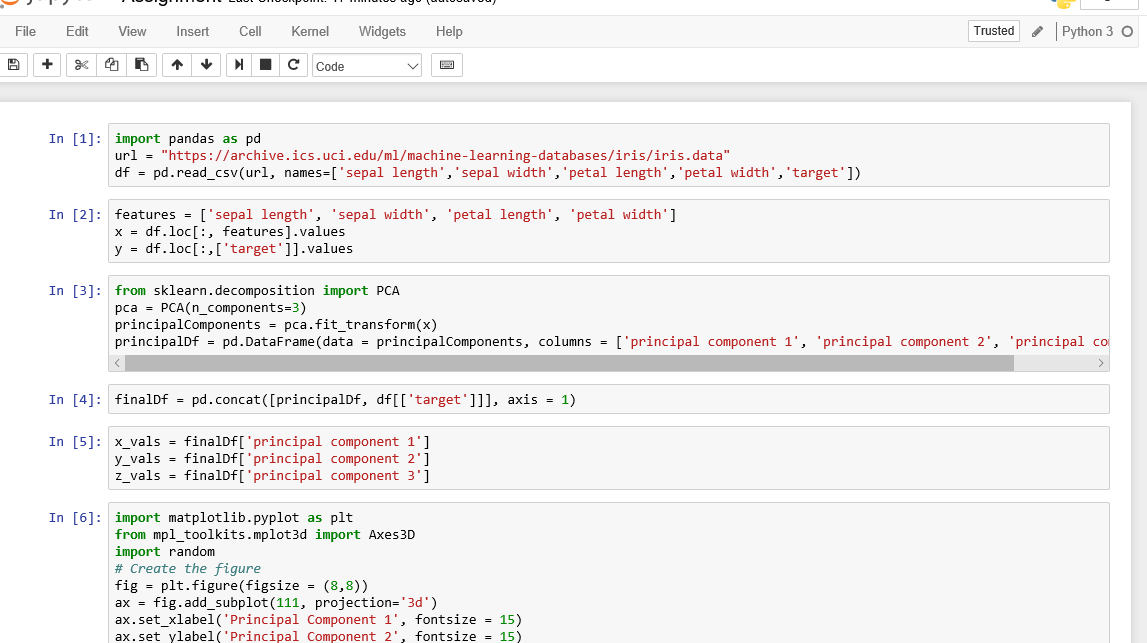 File Edit View Insert Cell Kernel Widgets Help Trusted Python 3
Code
In [1]: import pandas as pd
url = "https://archive.ics.uci.edu/ml/machine-learning-databases/iris/iris.data"
df = pd.read_csv(url, names=['sepal length','sepal width','petal length','petal width','target'])
In [2]: features = ['sepal length', 'sepal width', 'petal length', 'petal width']
x = df.loc[:, features].values
y = df.loc[:,['target']].values
In [3]: from sklearn.decomposition import PCA
pca = PCA(n_components=3)
principalComponents = pca.fit_transform(x)
principalDf = pd.DataFrame(data = principalComponents, columns = ['principal component 1', 'principal component 2', 'principal co
In [4]: finalDf = pd.concat([principalDf, df[['target']]], axis = 1)
In [5]: x_vals = finalDf['principal component 1']
y_vals = finalDf['principal component 2']
z_vals = finalDf['principal component 3']
In [6]: import matplotlib.pyplot as plt
from mpl_toolkits.mplot3d import Axes3D
import random
# Create the figure
fig = plt.figure(figsize = (8,8))
ax = fig.add_subplot(111, projection='3d')
ax.set_xlabel('Principal Component 1', fontsize = 15)
ax.set_ylabel('Principal Component 2', fontsize = 15)